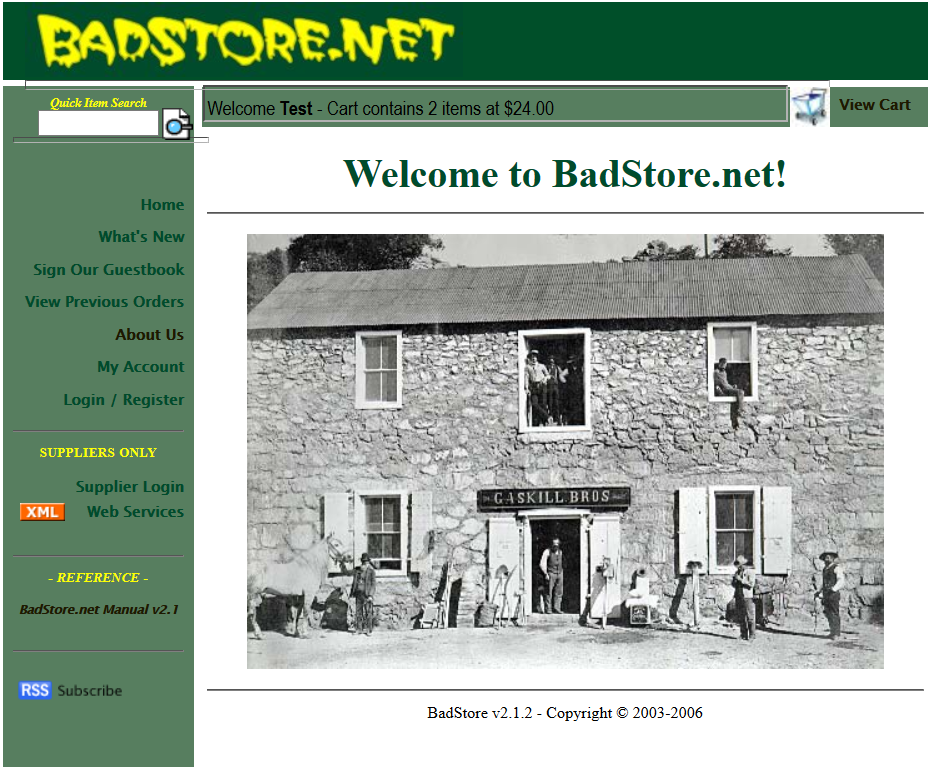 BADSTORE.NET
Quick Item Search
Welcome Test - Cart contains 2 items at $24.00
View Cart
Welcome to BadStore.net!
Home
What's New
Sign Our Guestbook
View Previous Orders
About Us
My Account
Login / Register
SUPPLIERS ONLY
Supplier Login
XML Web Services
- REFERENCE -
BadStore.net Manual v2.1
RSS Subscribe
GASKILL BROS
BadStore v2.1.2 - Copyright © 2003-2006